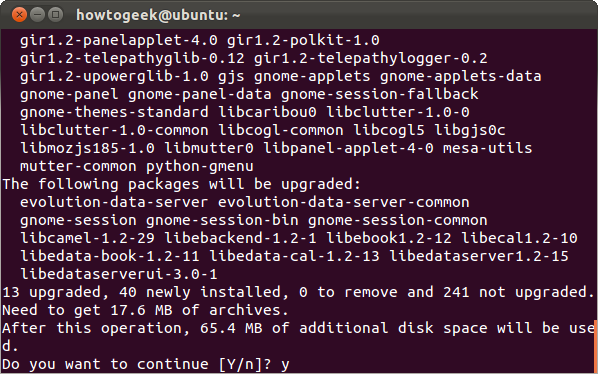 howtogeek@ubuntu: ~
gir1.2-panelapplet-4.0 gir1.2-polkit-1.0
gir1.2-telepathyglib-0.12 gir1.2-telepathylogger-0.2
gir1.2-upowerglib-1.0 gjs gnome-applets gnome-applets-data
gnome-panel gnome-panel-data gnome-session-fallback
gnome-themes-standard libcaribou0 libclutter-1.0-0
libclutter-1.0-common libcogl-common libcogl5 libgjs0c
libmozjs185-1.0 libmutter0 libpanel-applet-4-0 mesa-utils
mutter-common python-gmenu
The following packages will be upgraded:
evolution-data-server evolution-data-server-common
gnome-session gnome-session-bin gnome-session-common
libcamel-1.2-29 libebackend-1.2-1 libebook1.2-12 libecal1.2-10
libedata-book-1.2-11 libedata-cal-1.2-13 libedataserver1.2-15
libedataserverui-3.0-1
13 upgraded, 40 newly installed, 0 to remove and 241 not upgraded.
Need to get 17.6 MB of archives.
After this operation, 65.4 MB of additional disk space will be use
d.
Do you want to continue [Y/n]? y